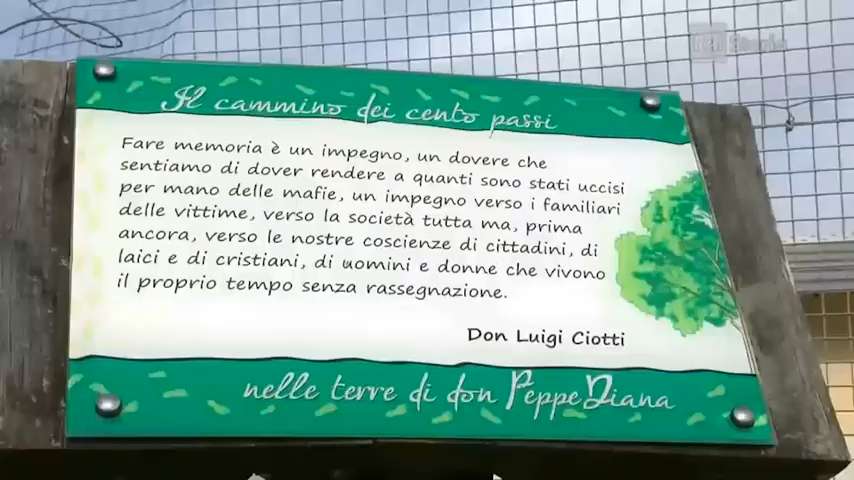 Rai Storia
Il cammino dei cento passi
Fare memoria è un impegno, un dovere che
sentiamo di dover rendere a quanti sono stati uccisi
per mano delle mafie, un impegno verso i familiari
delle vittime, verso la società tutta ma, prima
ancora, verso le nostre coscienze di cittadini, di
laici e di cristiani, di uomini e donne che vivono
il proprio tempo senza rassegnazione.
Don Luigi Ciotti
nelle terre di don Peppe Diana